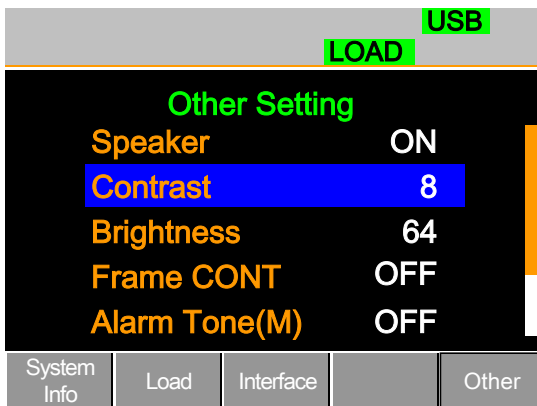 USB
LOAD
Other Setting
Speaker ON
Contrast 8
Brightness 64
Frame CONT OFF
Alarm Tone(M) OFF
System Info Load Interface Other